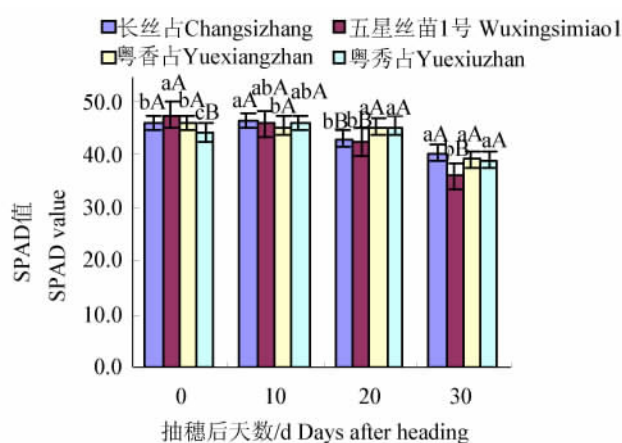 长丝占Changsizhang 五星丝苗1号 Wuxingsimiao1
粤香占Yuexiangzhan 粤秀占Yuexiuzhan
50.0
40.0
30.0
20.0
10.0
0.0
SPAD值
SPAD value
bA aA bA cB
aA abA bA abA
bB bB aA aA
aA bB aA aA
0 10 20 30
抽穗后天数/d Days after heading